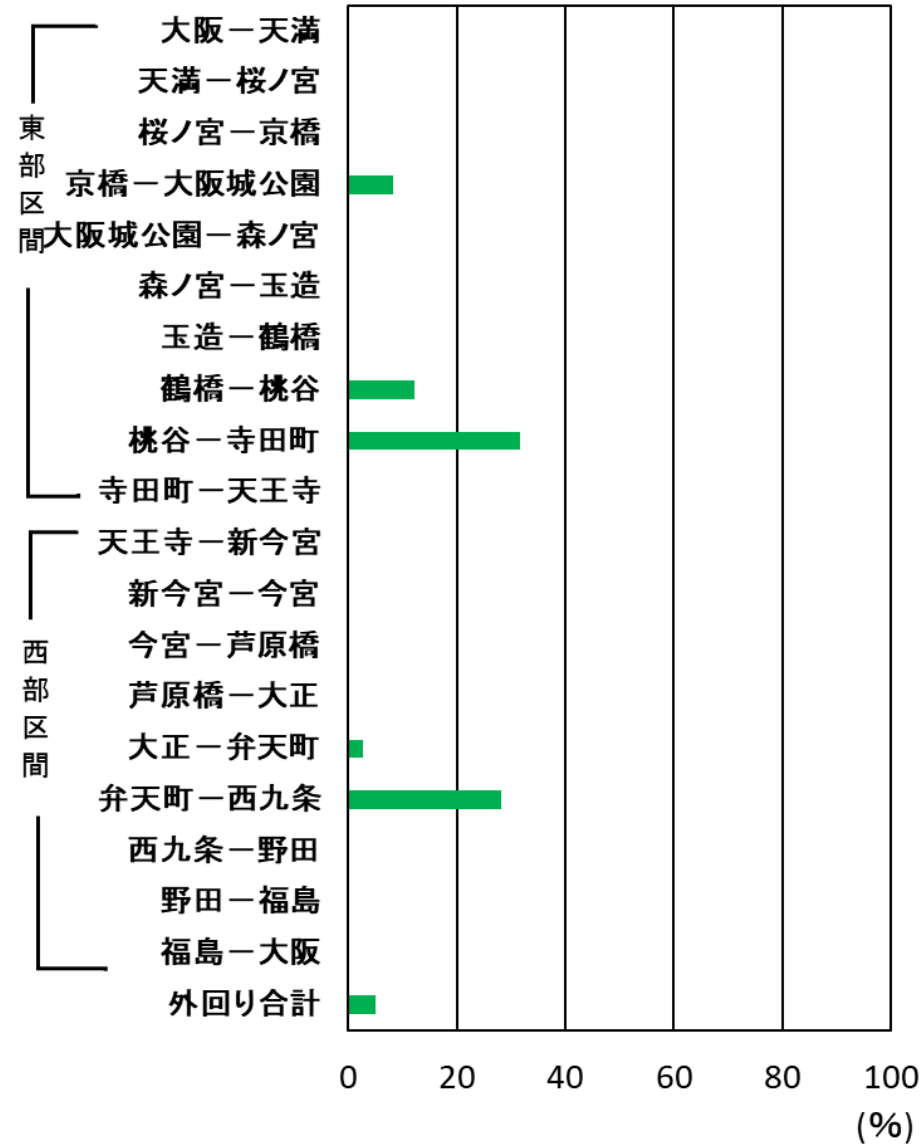 東部区間
大阪－天満
天満－桜ノ宮
桜ノ宮－京橋
京橋－大阪城公園
大阪城公園－森ノ宮
森ノ宮－玉造
玉造－鶴橋
鶴橋－桃谷
桃谷－寺田町
寺田町－天王寺
西部区間
天王寺－新今宮
新今宮－今宮
今宮－芦原橋
芦原橋－大正
大正－弁天町
弁天町－西九条
西九条－野田
野田－福島
福島－大阪
外回り合計
0 20 40 60 80 100
(%)